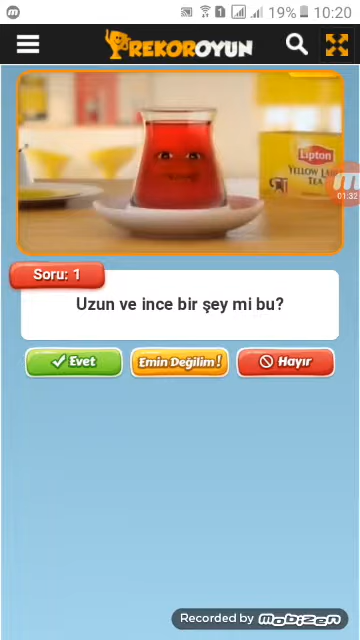 19% 10:20
REKOROYUN
Lipton
YELLOW LA
TEA
01:32
Soru: 1
Uzun ve ince bir şey mi bu?
Evet
Emin Değilim!
Hayır
Recorded by mobizen